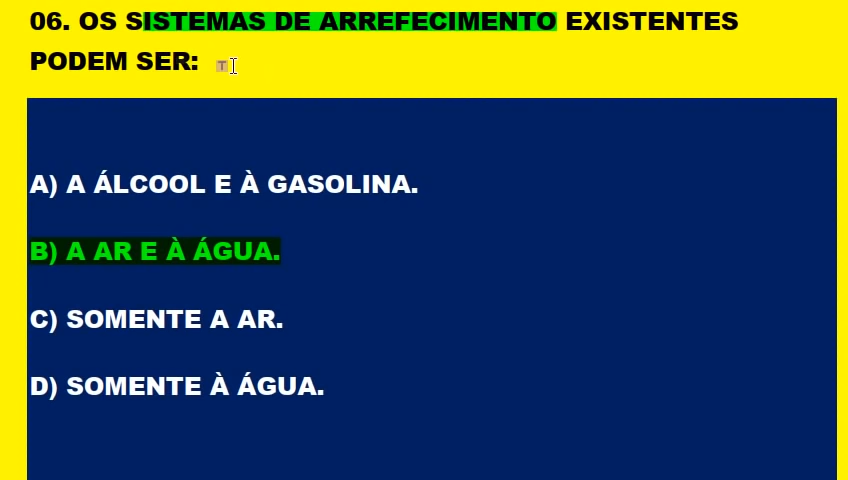 06. OS SISTEMAS DE ARREFECIMENTO EXISTENTES
PODEM SER:
A) A ÁLCOOL E À GASOLINA.
B) A AR E À ÁGUA.
C) SOMENTE A AR.
D) SOMENTE À ÁGUA.